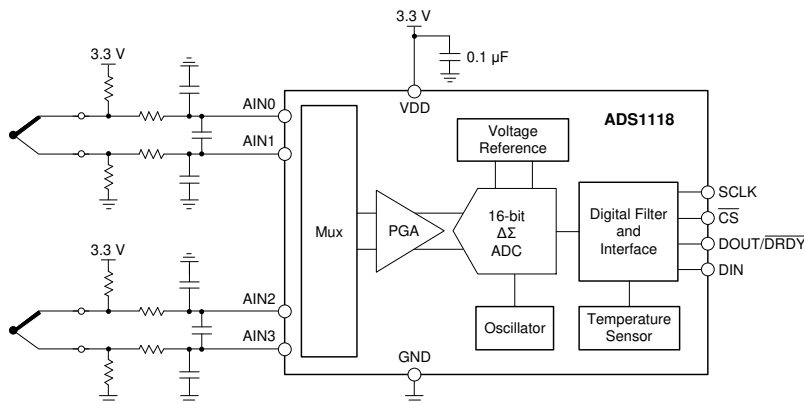 3.3 V
3.3 V
0.1 µF
AIN0
VDD
ADS1118
AIN1
Voltage
Reference
Mux
PGA
16-bit
ΔΣ
ADC
Digital Filter
and
Interface
SCLK
CS
DOUT/DRDY
DIN
3.3 V
AIN2
AIN3
Oscillator
Temperature
Sensor
GND